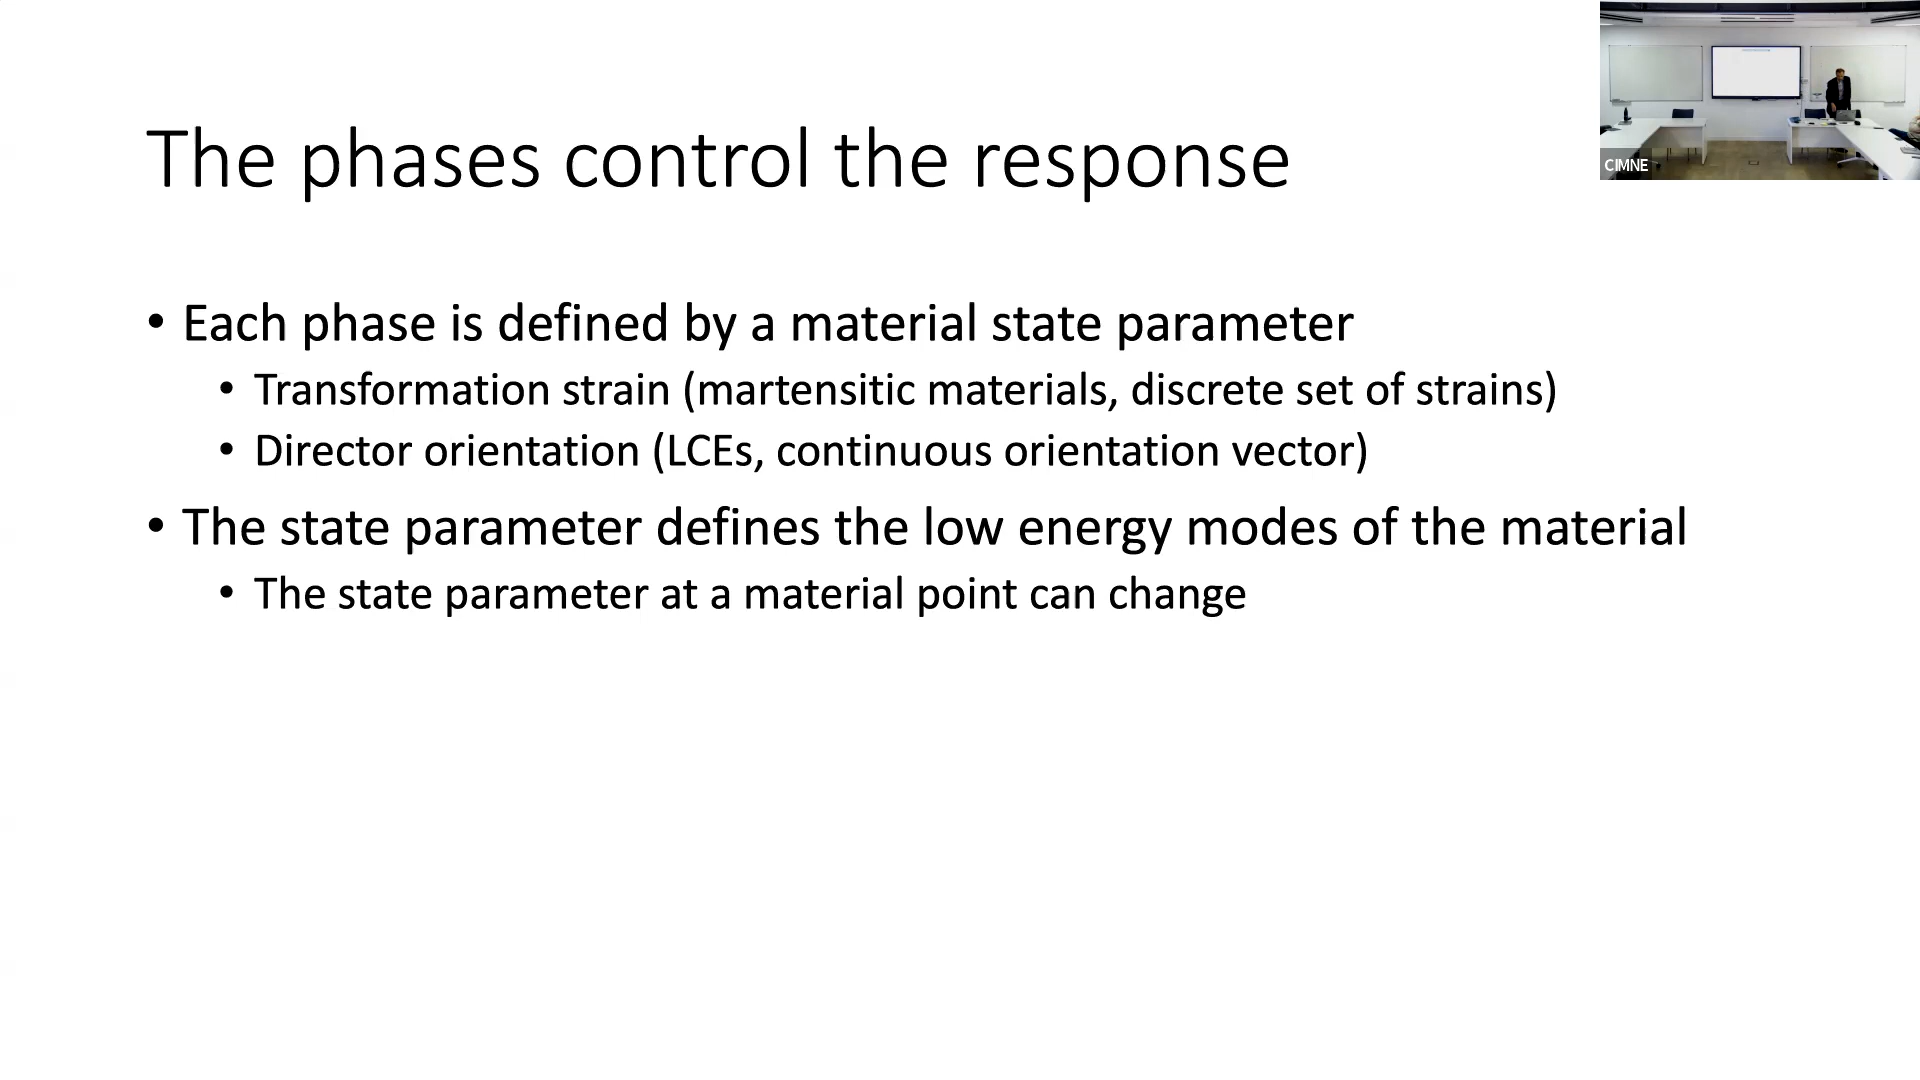 The phases control the response
CIMNE
• Each phase is defined by a material state parameter
• Transformation strain (martensitic materials, discrete set of strains)
• Director orientation (LCEs, continuous orientation vector)
• The state parameter defines the low energy modes of the material
• The state parameter at a material point can change